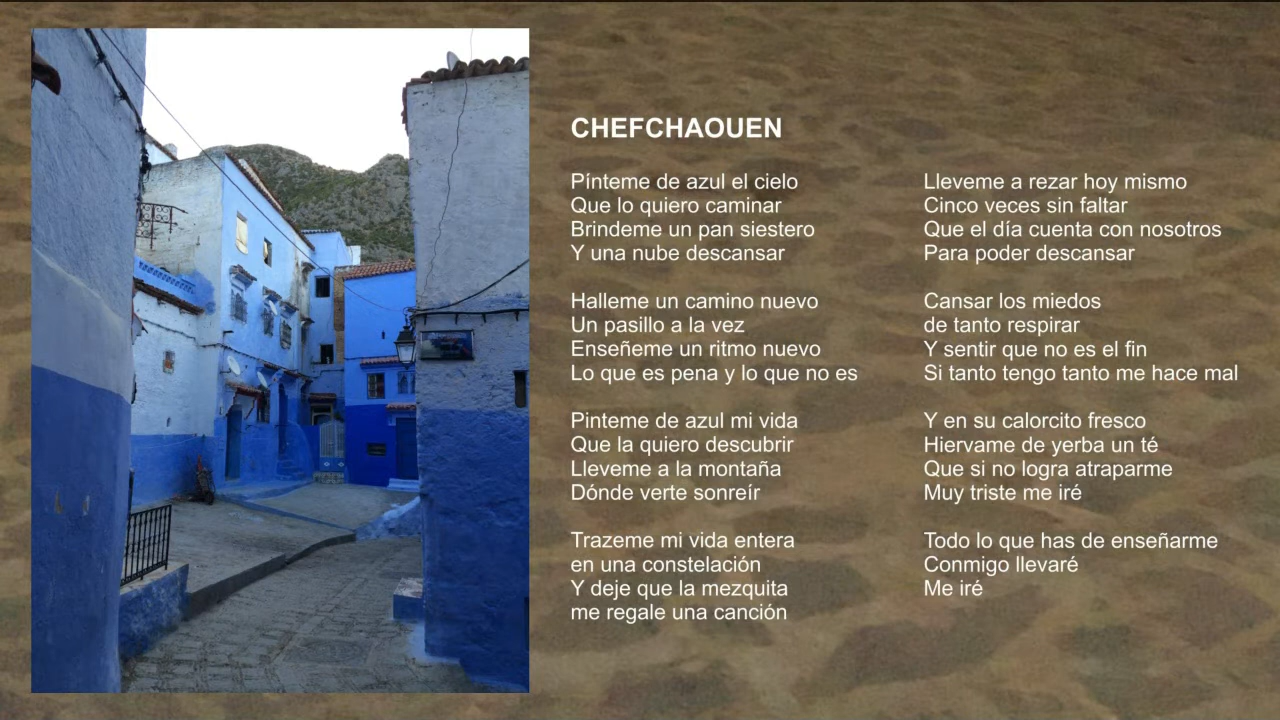 CHEFCHAOUEN
Pínteme de azul el cielo
Que lo quiero caminar
Brindeme un pan siestero
Y una nube descansar
Halleme un camino nuevo
Un pasillo a la vez
Enseñeme un ritmo nuevo
Lo que es pena y lo que no es
Pinteme de azul mi vida
Que la quiero descubrir
Lleveme a la montaña
Dónde verte sonreír
Trazeme mi vida entera
en una constelación
Y deje que la mezquita
me regale una canción
Lleveme a rezar hoy mismo
Cinco veces sin faltar
Que el día cuenta con nosotros
Para poder descansar
Cansar los miedos
de tanto respirar
Y sentir que no es el fin
Si tanto tengo tanto me hace mal
Y en su calorcito fresco
Hiervame de yerba un té
Que si no logra atraparme
Muy triste me iré
Todo lo que has de enseñarme
Conmigo llevaré
Me iré